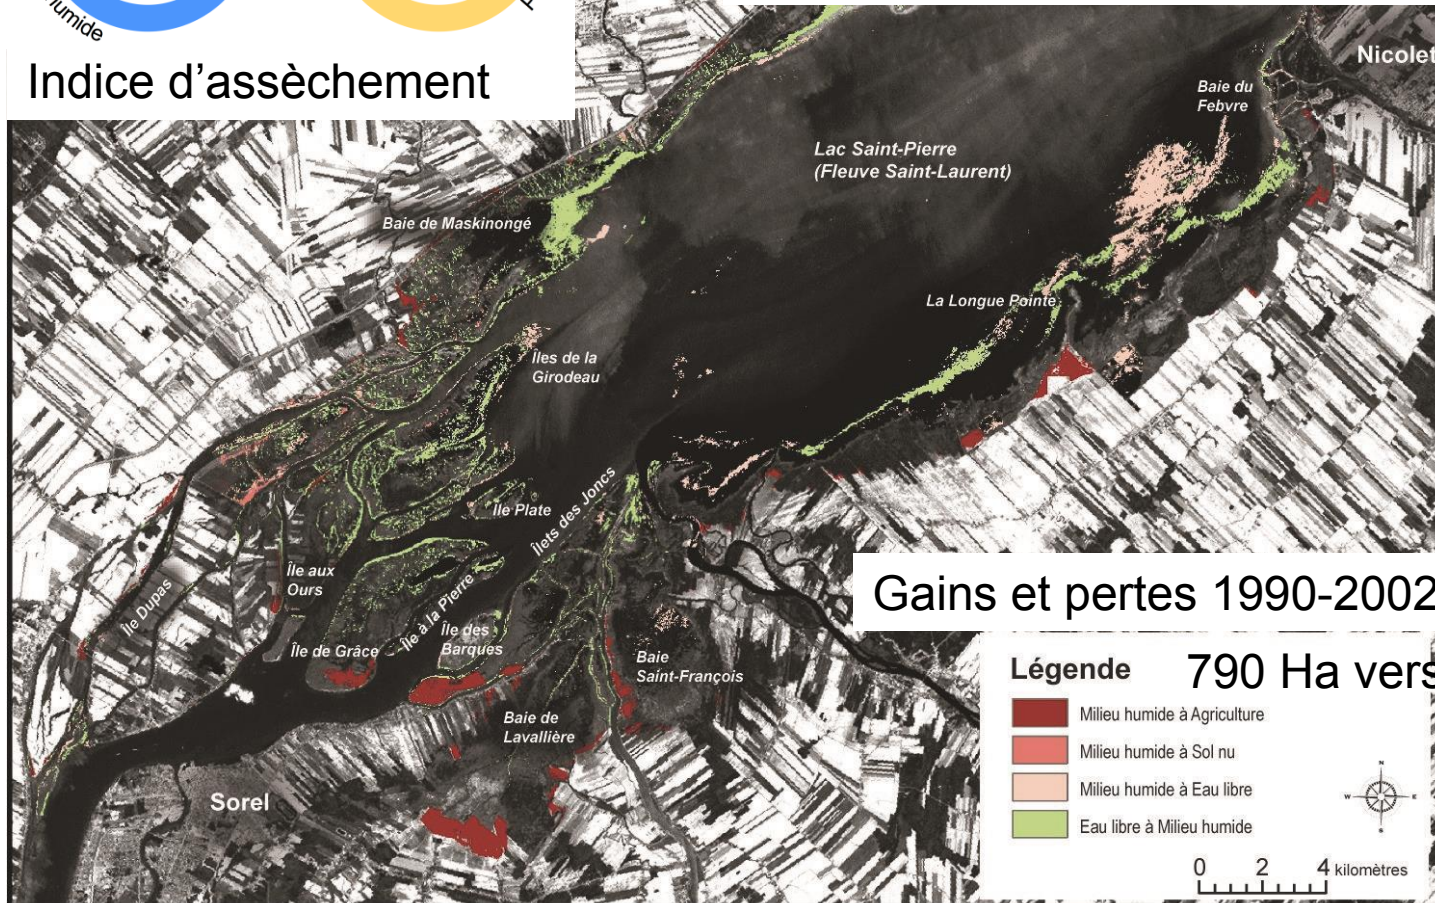 humide
Indice d'assèchement
Nicolet
Baie du
Febvre
Lac Saint-Pierre
(Fleuve Saint-Laurent)
Baie de Maskinongé
La Longue Pointe
Îles de la
Girodeau
Île Plate
Îlets des Joncs
Île aux
Ours
Île Dupas
Île à la Pierre
Île de Grâce
Île des
Barques
Baie
Saint-François
Baie de
Lavallière
Sorel
Gains et pertes 1990-2002
Légende 790 Ha vers
Milieu humide à Agriculture
Milieu humide à Sol nu
Milieu humide à Eau libre
Eau libre à Milieu humide
N
W E
S
0 2 4 kilomètres